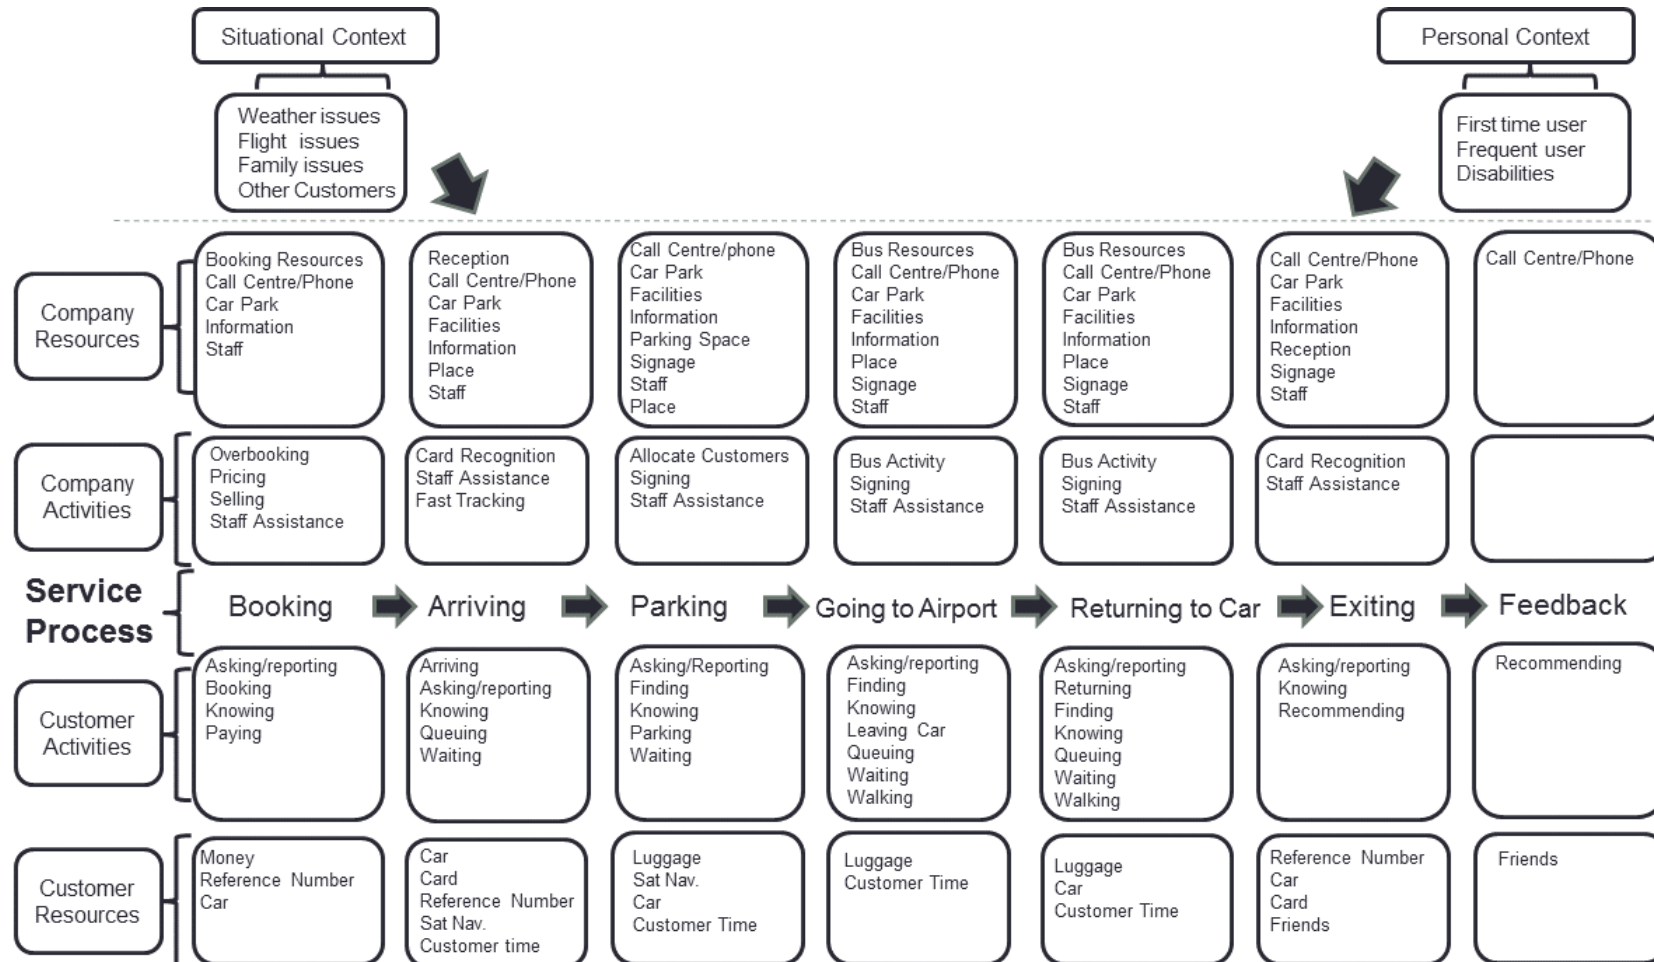 Situational Context
Personal Context
Weather issues
Flight issues
Family issues
Other Customers
First time user
Frequent user
Disabilities
Company
Resources
Booking Resources
Call Centre/Phone
Car Park
Information
Staff
Reception
Call Centre/Phone
Car Park
Facilities
Information
Place
Staff
Call Centre/phone
Car Park
Facilities
Information
Parking Space
Signage
Staff
Place
Bus Resources
Call Centre/Phone
Car Park
Facilities
Information
Place
Signage
Staff
Bus Resources
Call Centre/Phone
Car Park
Facilities
Information
Place
Signage
Staff
Call Centre/Phone
Car Park
Facilities
Information
Reception
Signage
Staff
Call Centre/Phone
Company
Activities
Overbooking
Pricing
Selling
Staff Assistance
Card Recognition
Staff Assistance
Fast Tracking
Allocate Customers
Signing
Staff Assistance
Bus Activity
Signing
Staff Assistance
Bus Activity
Signing
Staff Assistance
Card Recognition
Staff Assistance
Service
Process
Booking
Arriving
Parking
Going to Airport
Returning to Car
Exiting
Feedback
Customer
Activities
Asking/reporting
Booking
Knowing
Paying
Arriving
Asking/reporting
Knowing
Queuing
Waiting
Asking/Reporting
Finding
Knowing
Parking
Waiting
Asking/reporting
Finding
Knowing
Leaving Car
Queuing
Waiting
Walking
Asking/reporting
Returning
Finding
Knowing
Queuing
Waiting
Walking
Asking/reporting
Knowing
Recommending
Recommending
Customer
Resources
Money
Reference Number
Car
Car
Card
Reference Number
Sat Nav.
Customer time
Luggage
Sat Nav.
Car
Customer Time
Luggage
Customer Time
Luggage
Car
Customer Time
Reference Number
Car
Card
Friends
Friends